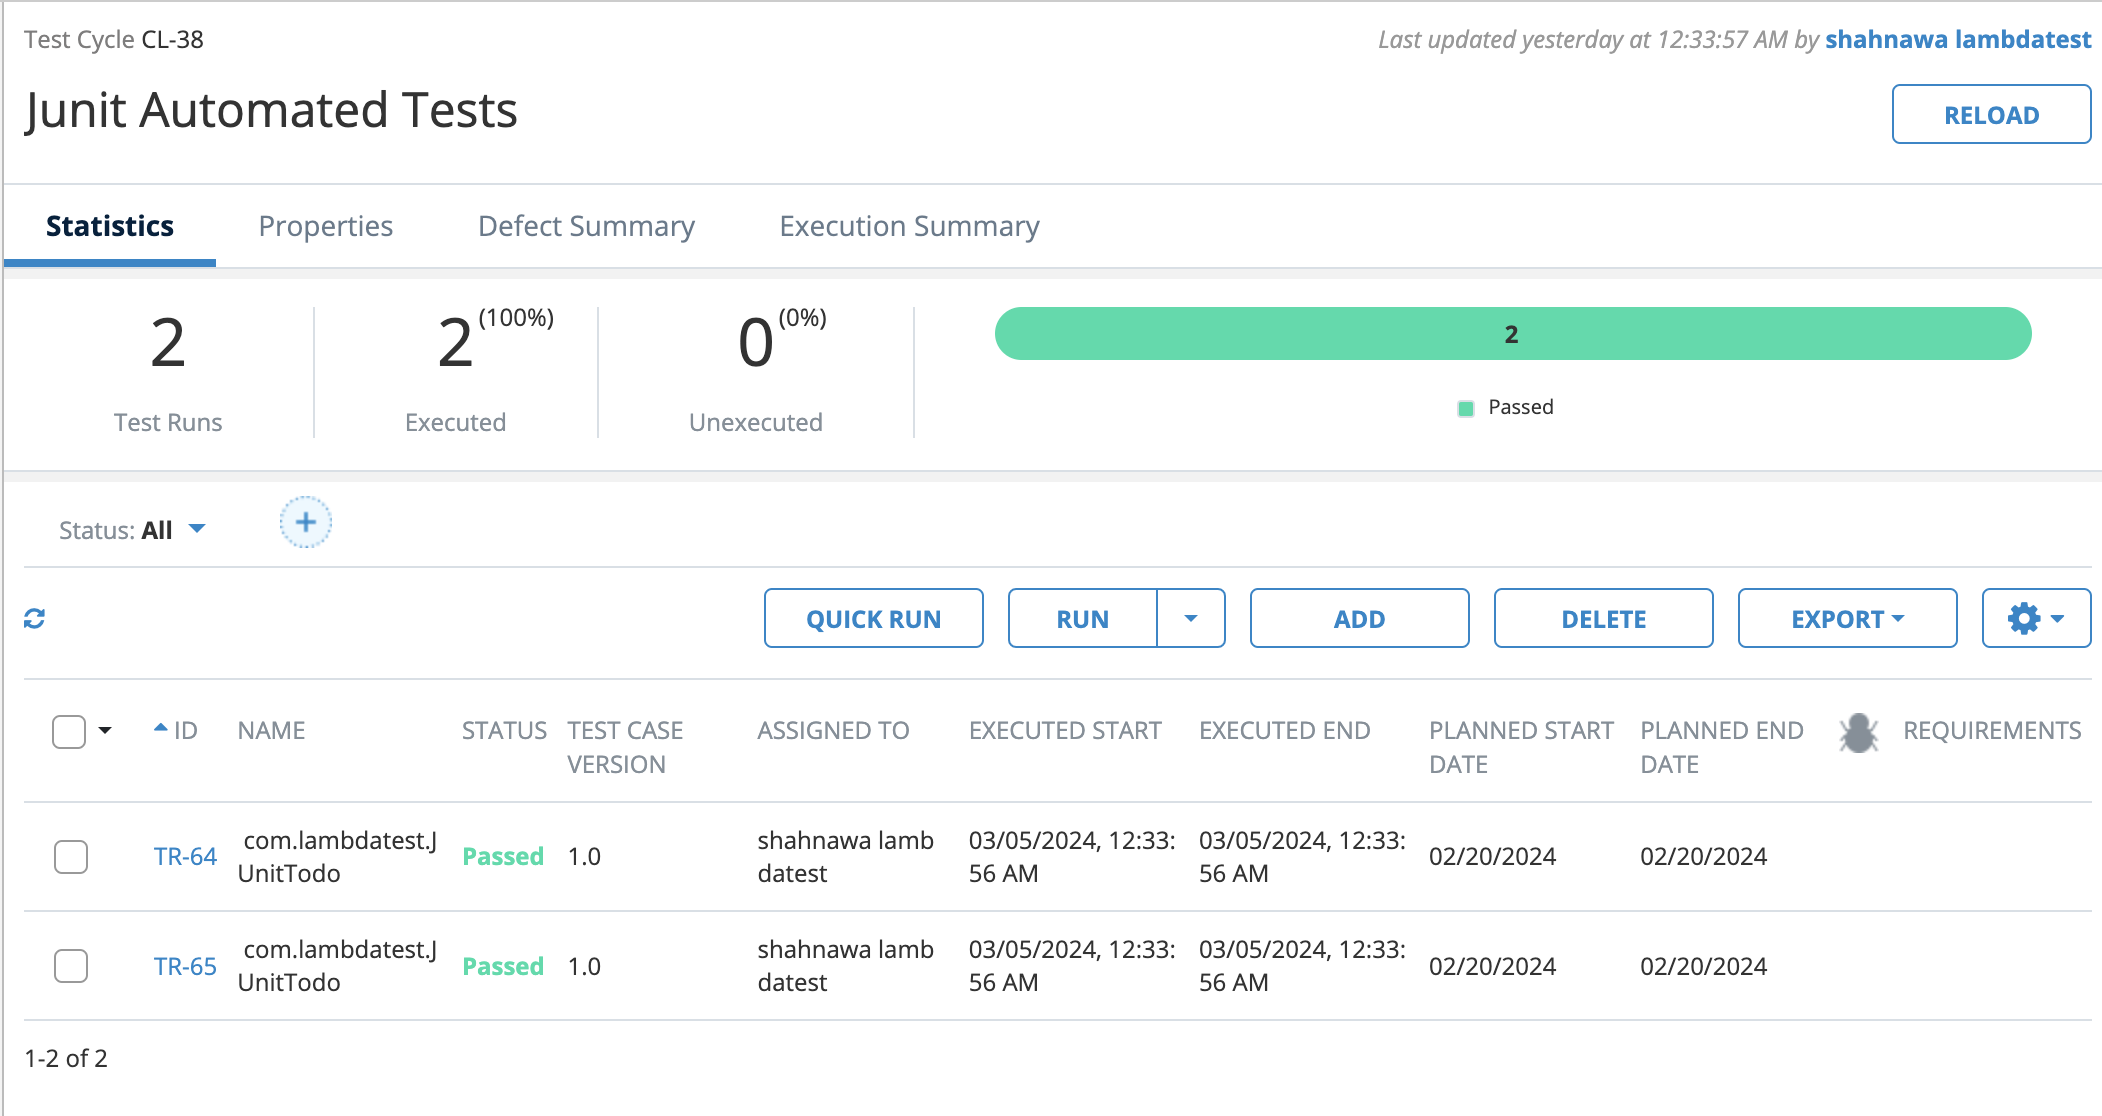 Test Cycle CL-38
Last updated yesterday at 12:33:57 AM by shahnawa lambdatest
Junit Automated Tests
RELOAD
Statistics Properties Defect Summary Execution Summary
2 2 (100%) 0 (0%) 2
Passed
Test Runs Executed Unexecuted
Status: All
QUICK RUN RUN ADD DELETE EXPORT
ID NAME STATUS TEST CASE ASSIGNED TO EXECUTED START EXECUTED END PLANNED START PLANNED END REQUIREMENTS
VERSION DATE DATE
com.lambdatest.J shahnawa lamb 03/05/2024, 12:33: 03/05/2024, 12:33:
TR-64 Passed 1.0 02/20/2024 02/20/2024
UnitTodo datest 56 AM 56 AM
com.lambdatest.J shahnawa lamb 03/05/2024, 12:33: 03/05/2024, 12:33:
TR-65 Passed 1.0 02/20/2024 02/20/2024
UnitTodo datest 56 AM 56 AM
1-2 of 2